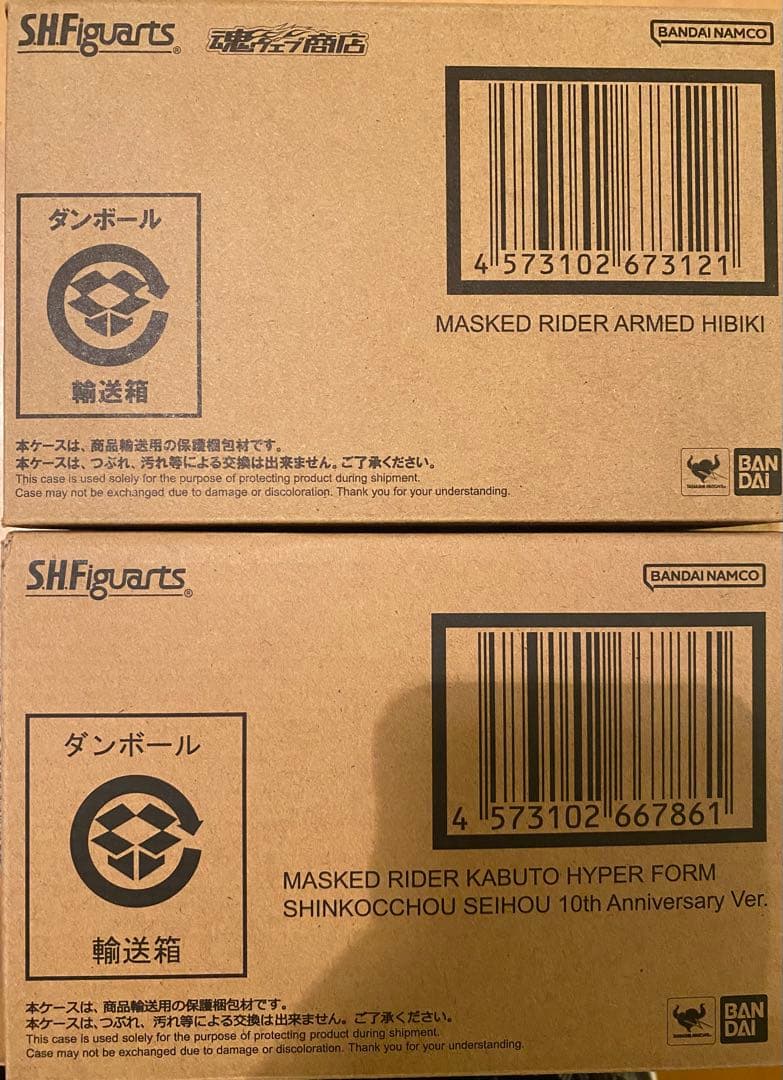 S.H.Figuarts® 魂ウェブ商店 BANDAI NAMCO
4 573102 673121
MASKED RIDER ARMED HIBIKI
ダンボール
輸送箱
本ケースは、商品輸送用の保護梱包材です。
本ケースは、つぶれ、汚れ等による交換は出来ません。ご了承ください。
This case is used solely for the purpose of protecting product during shipment.
Case may not be exchanged due to damage or discoloration. Thank you for your understanding.
BAN
DAI
S.H.Figuarts® BANDAI NAMCO
4 573102 667861
MASKED RIDER KABUTO HYPER FORM
SHINKOCCHOU SEIHOU 10th Anniversary Ver.
ダンボール
輸送箱
本ケースは、商品輸送用の保護梱包材です。
本ケースは、つぶれ、汚れ等による交換は出来ません。ご了承ください。
This case is used solely for the purpose of protecting product during shipment.
Case may not be exchanged due to damage or discoloration. Thank you for your understanding.
BAN
DAI